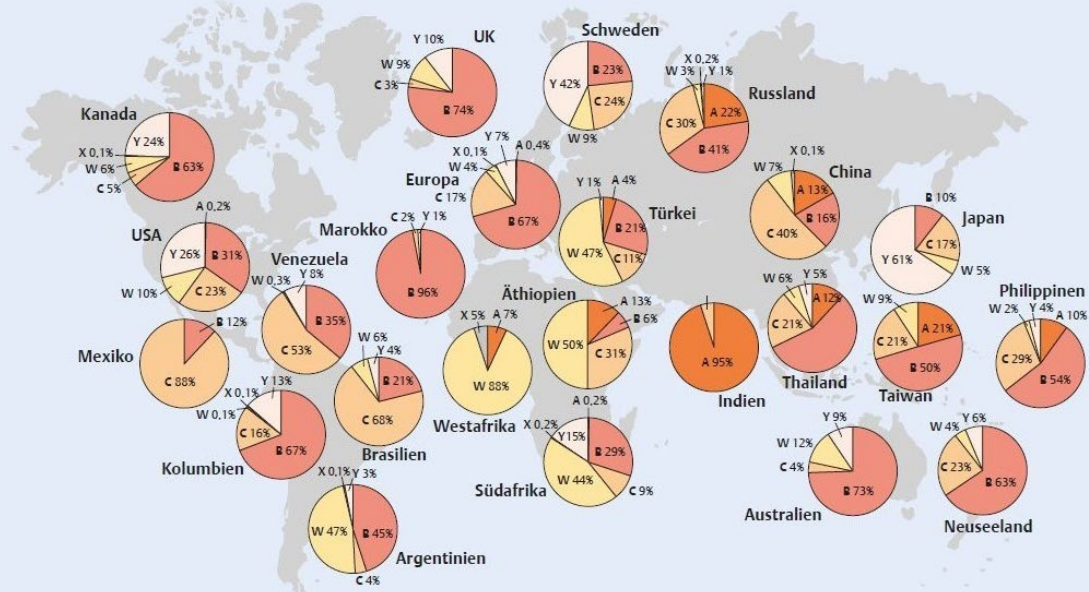 UK
Y 10%
W 9%
C 3%
B 74%
Schweden
Y 42%
B 23%
C 24%
W 9%
Russland
X 0,2%
W 3%
Y 1%
A 22%
C 30%
B 41%
Kanada
Y 24%
X 0,1%
W 6%
C 5%
B 63%
Europa
Y 7%
A 0,4%
X 0,1%
W 4%
C 17%
B 67%
Türkei
Y 1%
A 4%
B 21%
W 47%
C 11%
China
W 7%
X 0,1%
A 13%
B 16%
C 40%
Japan
B 10%
C 17%
Y 61%
W 5%
USA
A 0,2%
Y 26%
B 31%
W 10%
C 23%
Venezuela
W 0,3%
Y 8%
B 35%
C 53%
Marokko
C 2%
Y 1%
B 96%
Äthiopien
A 13%
B 6%
W 50%
C 31%
Mexiko
B 12%
C 88%
Brasilien
W 6%
Y 4%
B 21%
C 68%
Westafrika
X 5%
A 7%
W 88%
Indien
A 95%
Thailand
W 6%
Y 5%
A 12%
C 21%
Taiwan
W 9%
A 21%
C 21%
B 50%
Philippinen
W 2%
Y 4%
A 10%
C 29%
B 54%
Kolumbien
X 0,1%
Y 13%
W 0,1%
C 16%
B 67%
Südafrika
A 0,2%
X 0,2%
Y 15%
B 29%
W 44%
C 9%
Argentinien
X 0,1%
Y 3%
W 47%
B 45%
C 4%
Australien
Y 9%
W 12%
C 4%
B 73%
Neuseeland
W 4%
Y 6%
C 23%
B 63%